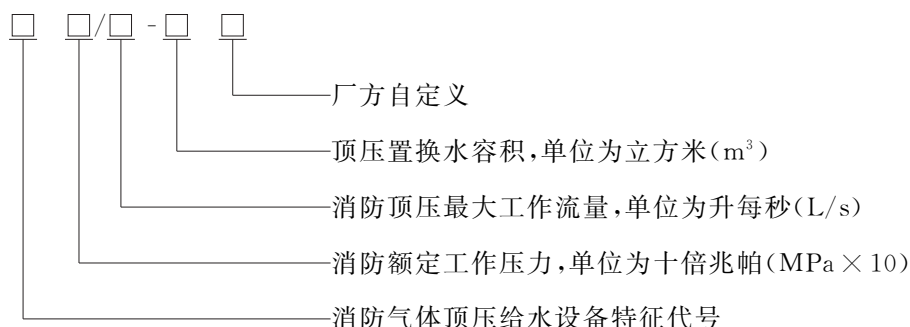 □ □/□-□ □
厂方自定义
顶压置换水容积,单位为立方米(m³)
消防顶压最大工作流量,单位为升每秒(L/s)
消防额定工作压力,单位为十倍兆帕(MPa×10)
消防气体顶压给水设备特征代号